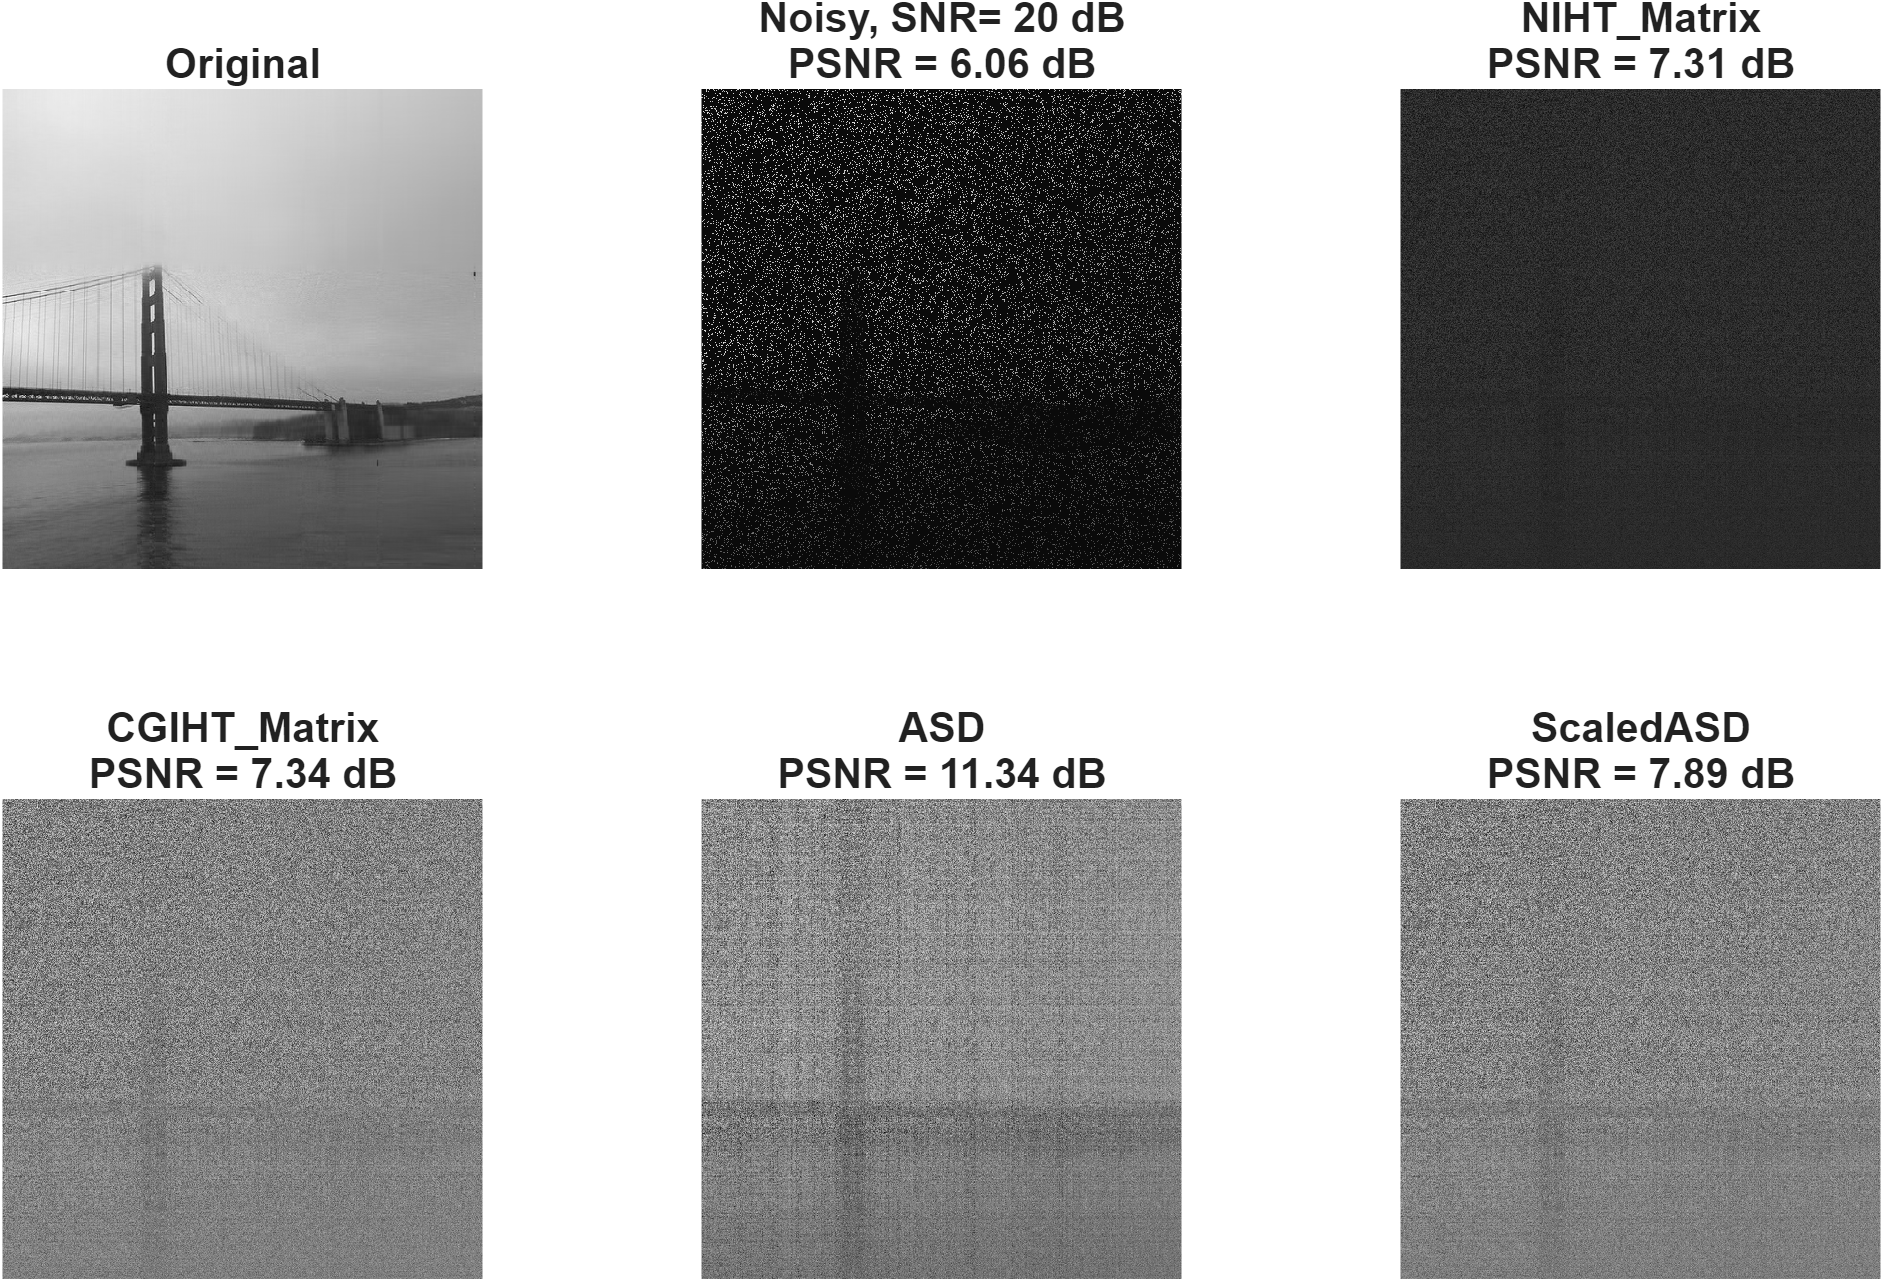 Original
Noisy, SNR= 20 dB
PSNR = 6.06 dB
NIHT_Matrix
PSNR = 7.31 dB
CGIHT_Matrix
PSNR = 7.34 dB
ASD
PSNR = 11.34 dB
ScaledASD
PSNR = 7.89 dB